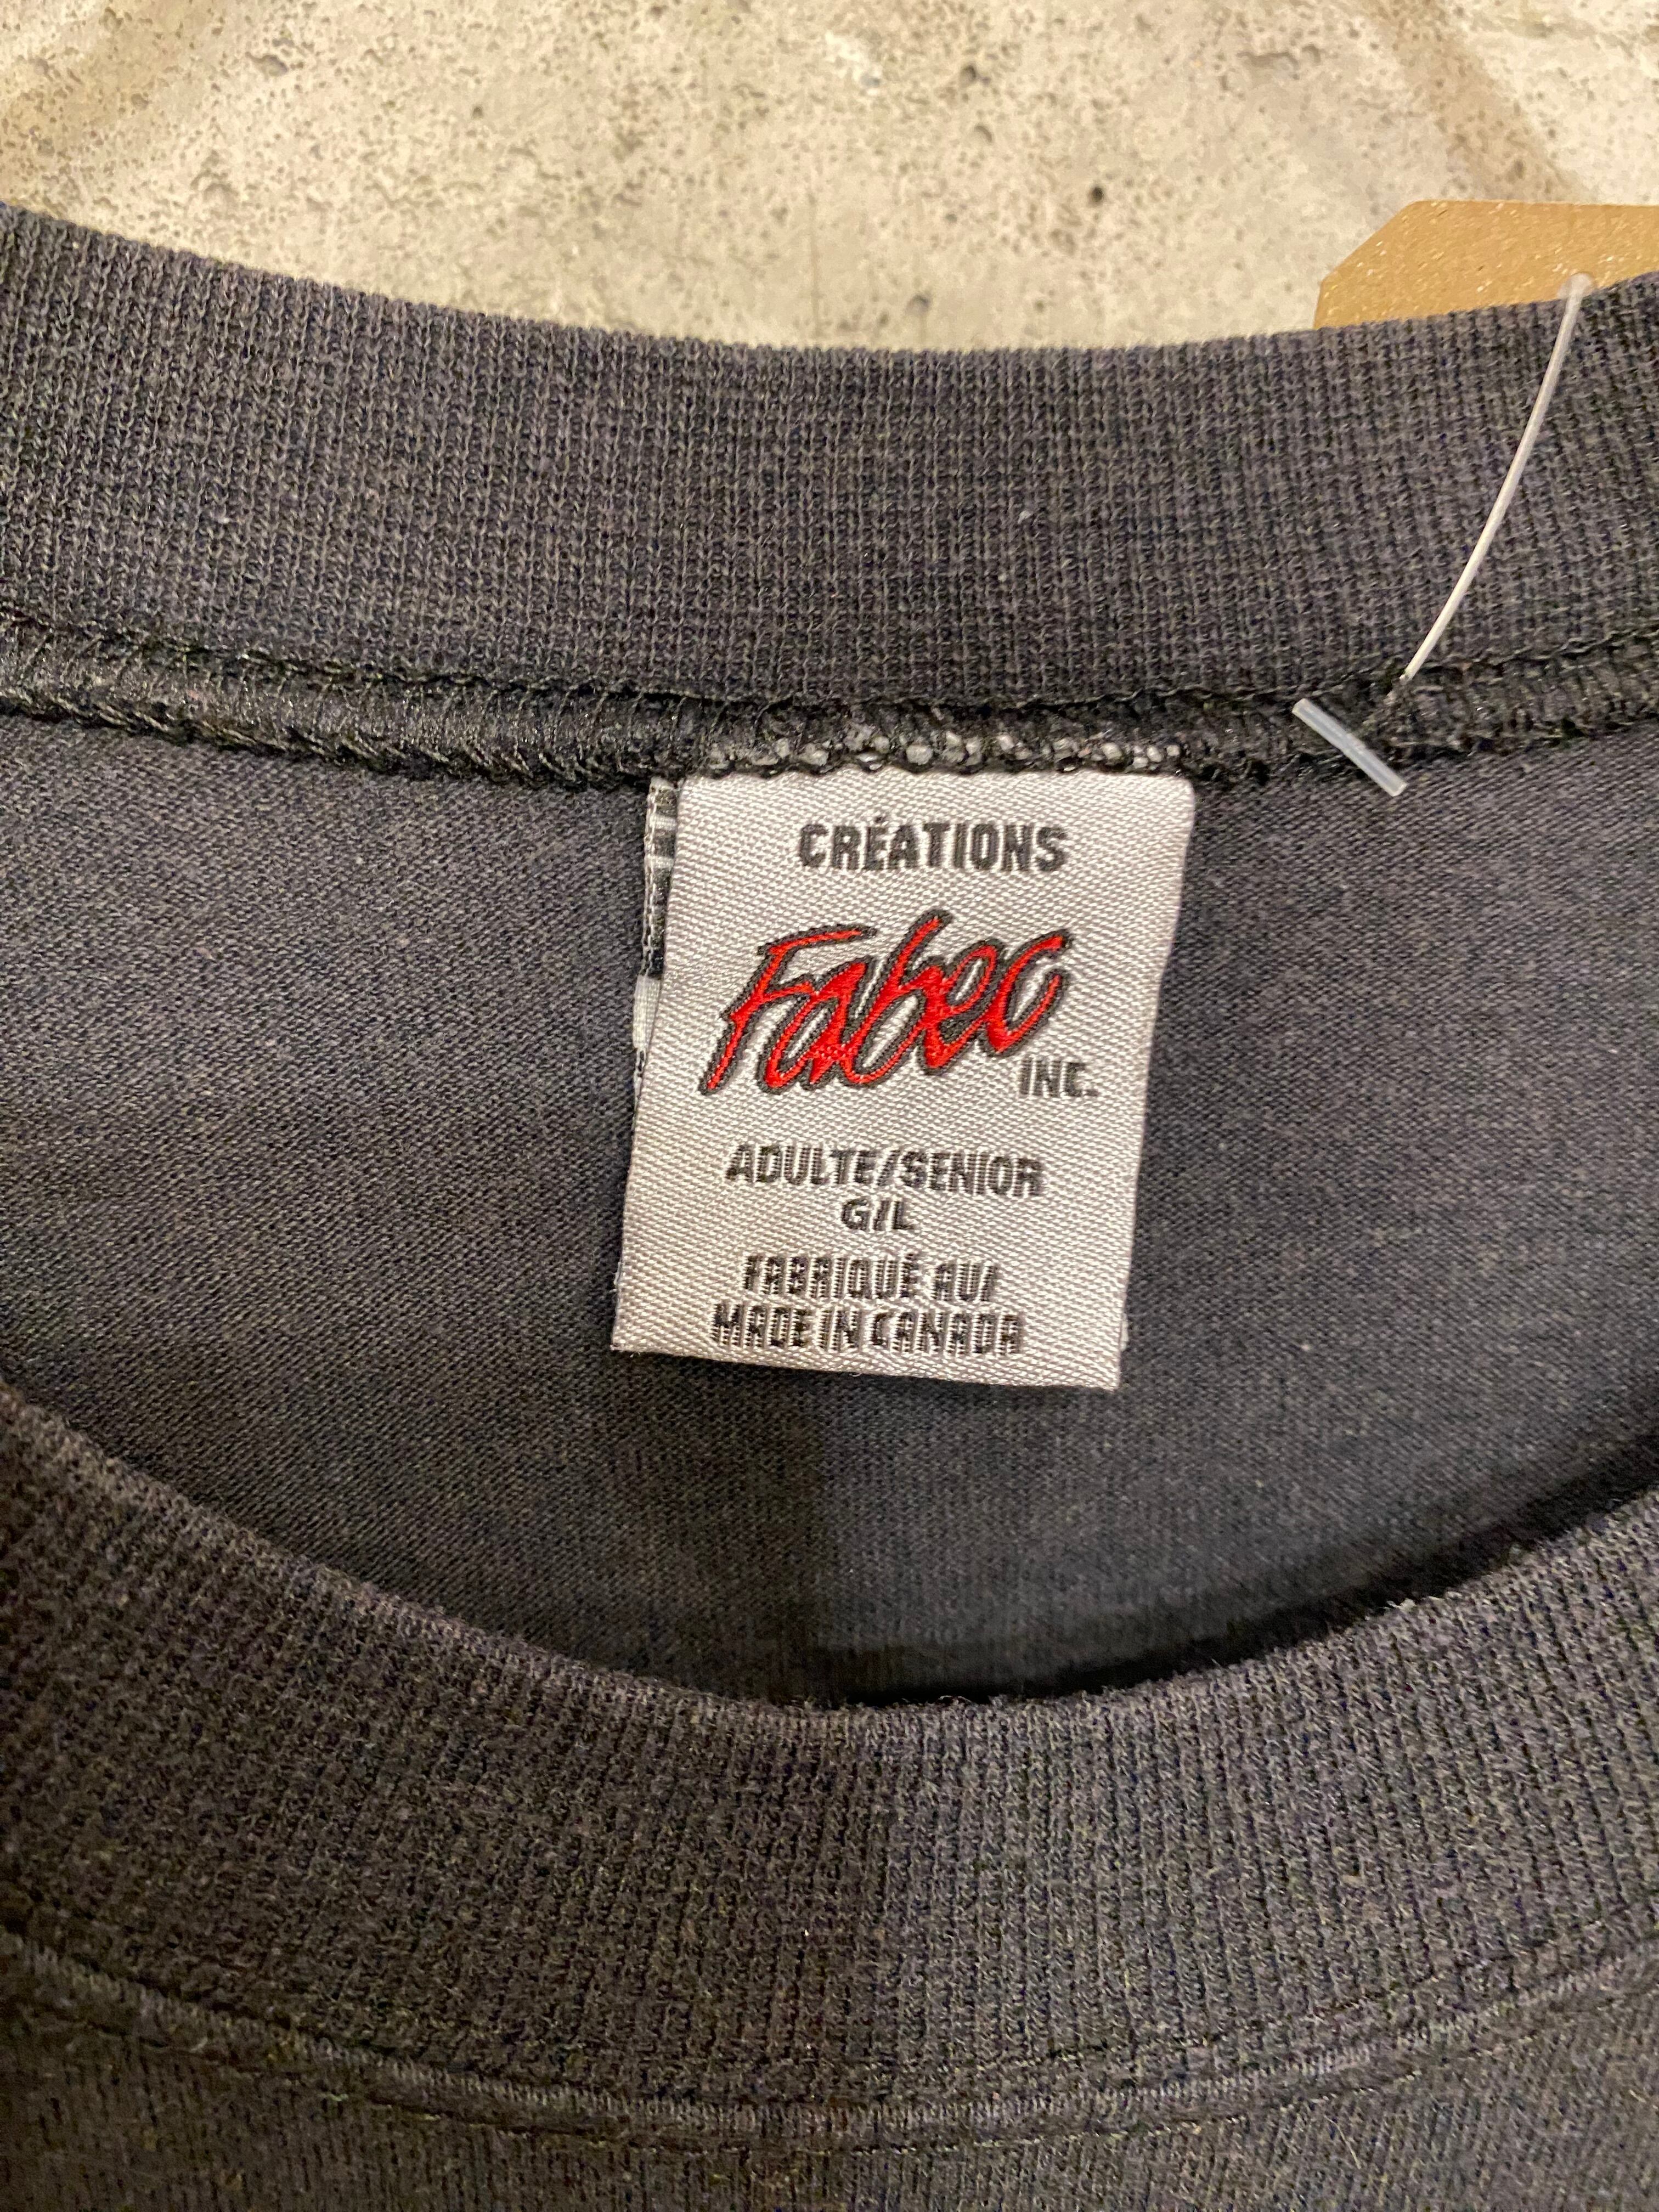 CRÉATIONS
Fabec
INC.
ADULTE/SENIOR
G/L
FABRIQUÉ AU/
MADE IN CANADA